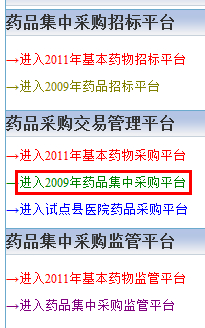 药品集中采购招标平台
→进入2011年基本药物招标平台
→进入2009年药品招标平台
药品采购交易管理平台
→进入2011年基本药物采购平台
→进入2009年药品集中采购平台
→进入试点县医院药品采购平台
药品集中采购监管平台
→进入2011年基本药物监管平台
→进入药品集中采购监管平台